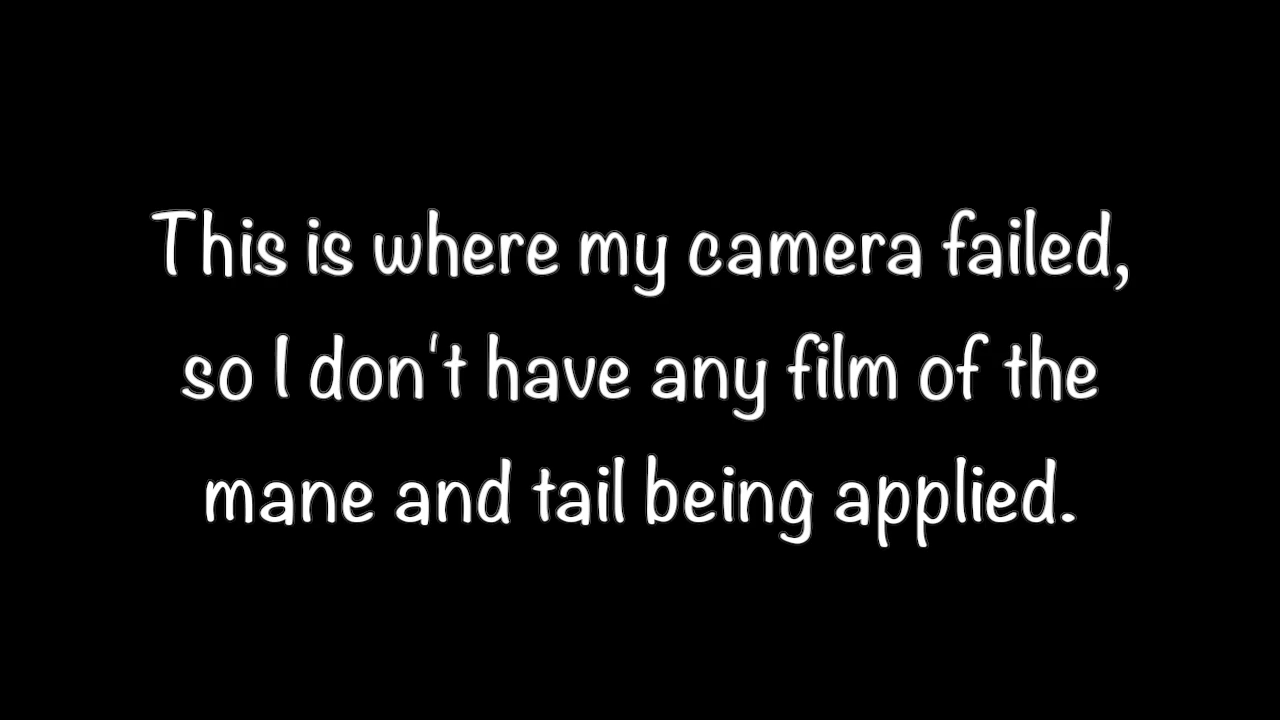 This is where my camera failed,
so I don't have any film of the
mane and tail being applied.